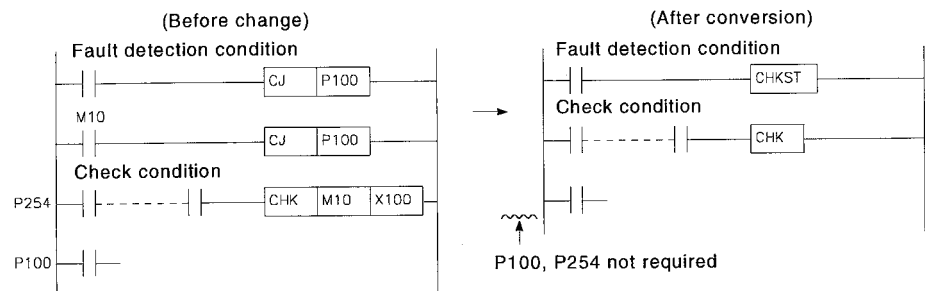 (Before change)
Fault detection condition
CJ P100
M10
CJ P100
Check condition
P254
CHK M10 X100
P100
(After conversion)
Fault detection condition
CHKST
Check condition
CHK
P100, P254 not required